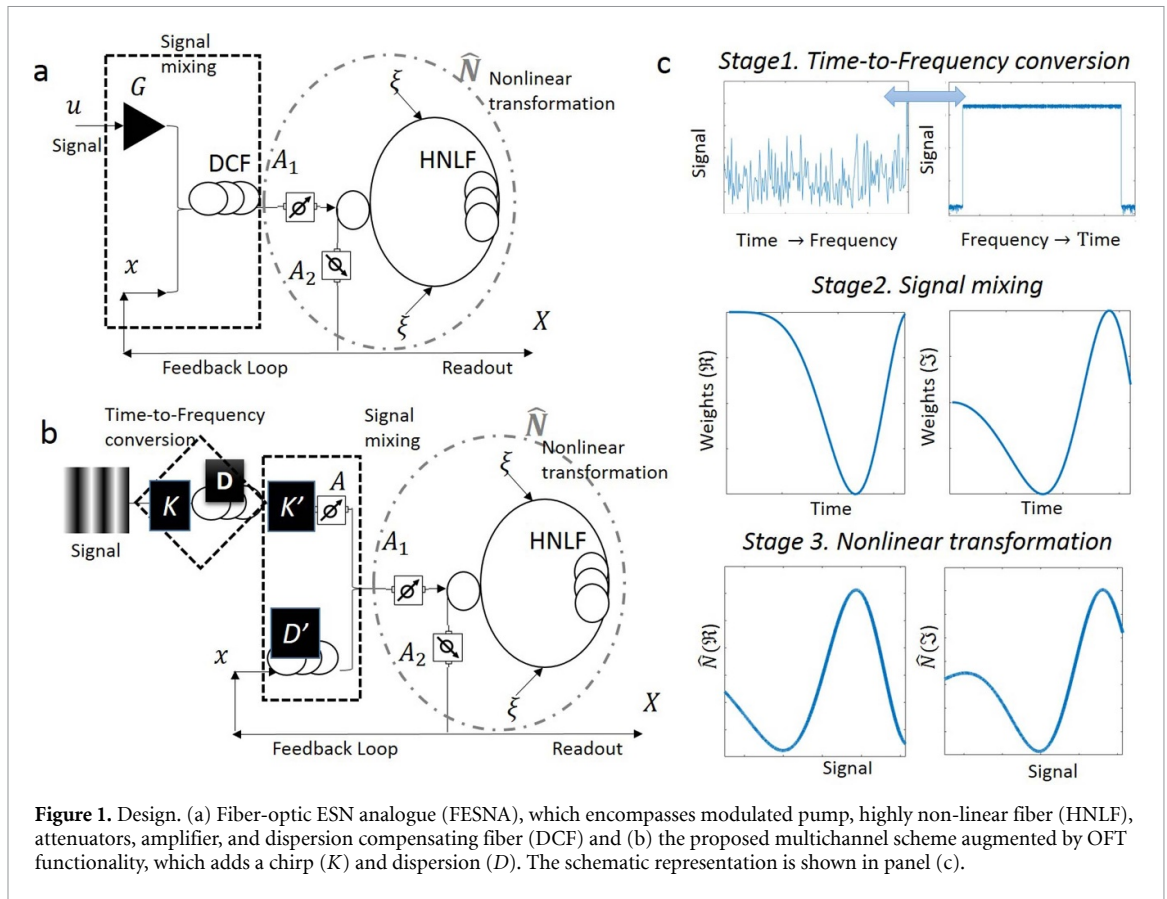 a
Signal
mixing
G
u
Signal
DCF
A₁
N̂
Nonlinear
transformation
ξ
HNLF
A₂
x
ξ
X
Feedback Loop
Readout
b
Time-to-Frequency
conversion
Signal
mixing
N̂
Nonlinear
transformation
K
D
K'
A
Signal
A₁
ξ
HNLF
D'
x
A₂
ξ
X
Feedback Loop
Readout
c
Stage1. Time-to-Frequency conversion
Signal
Signal
Time → Frequency
Frequency → Time
Stage2. Signal mixing
Weights (ℜ)
Weights (ℑ)
Time
Time
Stage 3. Nonlinear transformation
N̂(ℜ)
N̂(ℑ)
Signal
Signal
Figure 1. Design. (a) Fiber-optic ESN analogue (FESNA), which encompasses modulated pump, highly non-linear fiber (HNLF),
attenuators, amplifier, and dispersion compensating fiber (DCF) and (b) the proposed multichannel scheme augmented by OFT
functionality, which adds a chirp (K) and dispersion (D). The schematic representation is shown in panel (c).